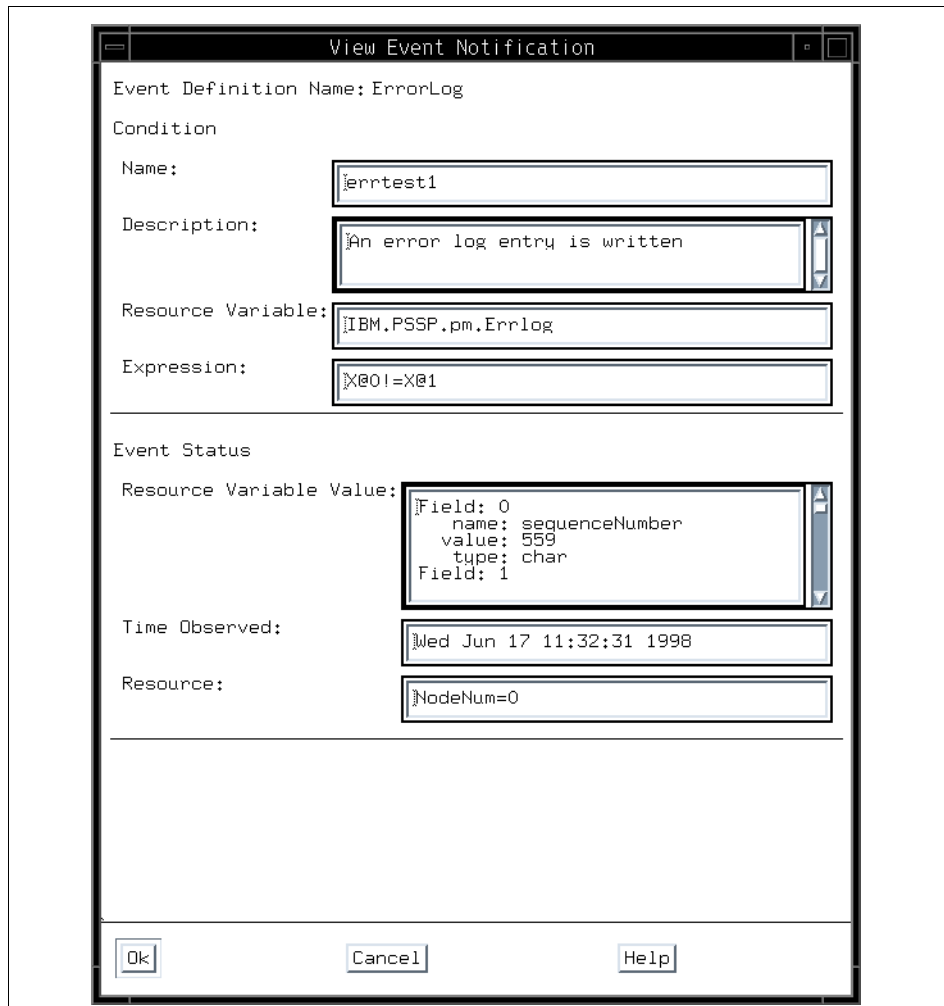 View Event Notification
Event Definition Name: ErrorLog
Condition
Name:
errtest1
Description:
An error log entry is written
Resource Variable:
IBM.PSSP.pm.Errlog
Expression:
X@0!=X@1
Event Status
Resource Variable Value:
Field: 0
name: sequenceNumber
value: 559
type: char
Field: 1
Time Observed:
Wed Jun 17 11:32:31 1998
Resource:
NodeNum=0
Ok
Cancel
Help